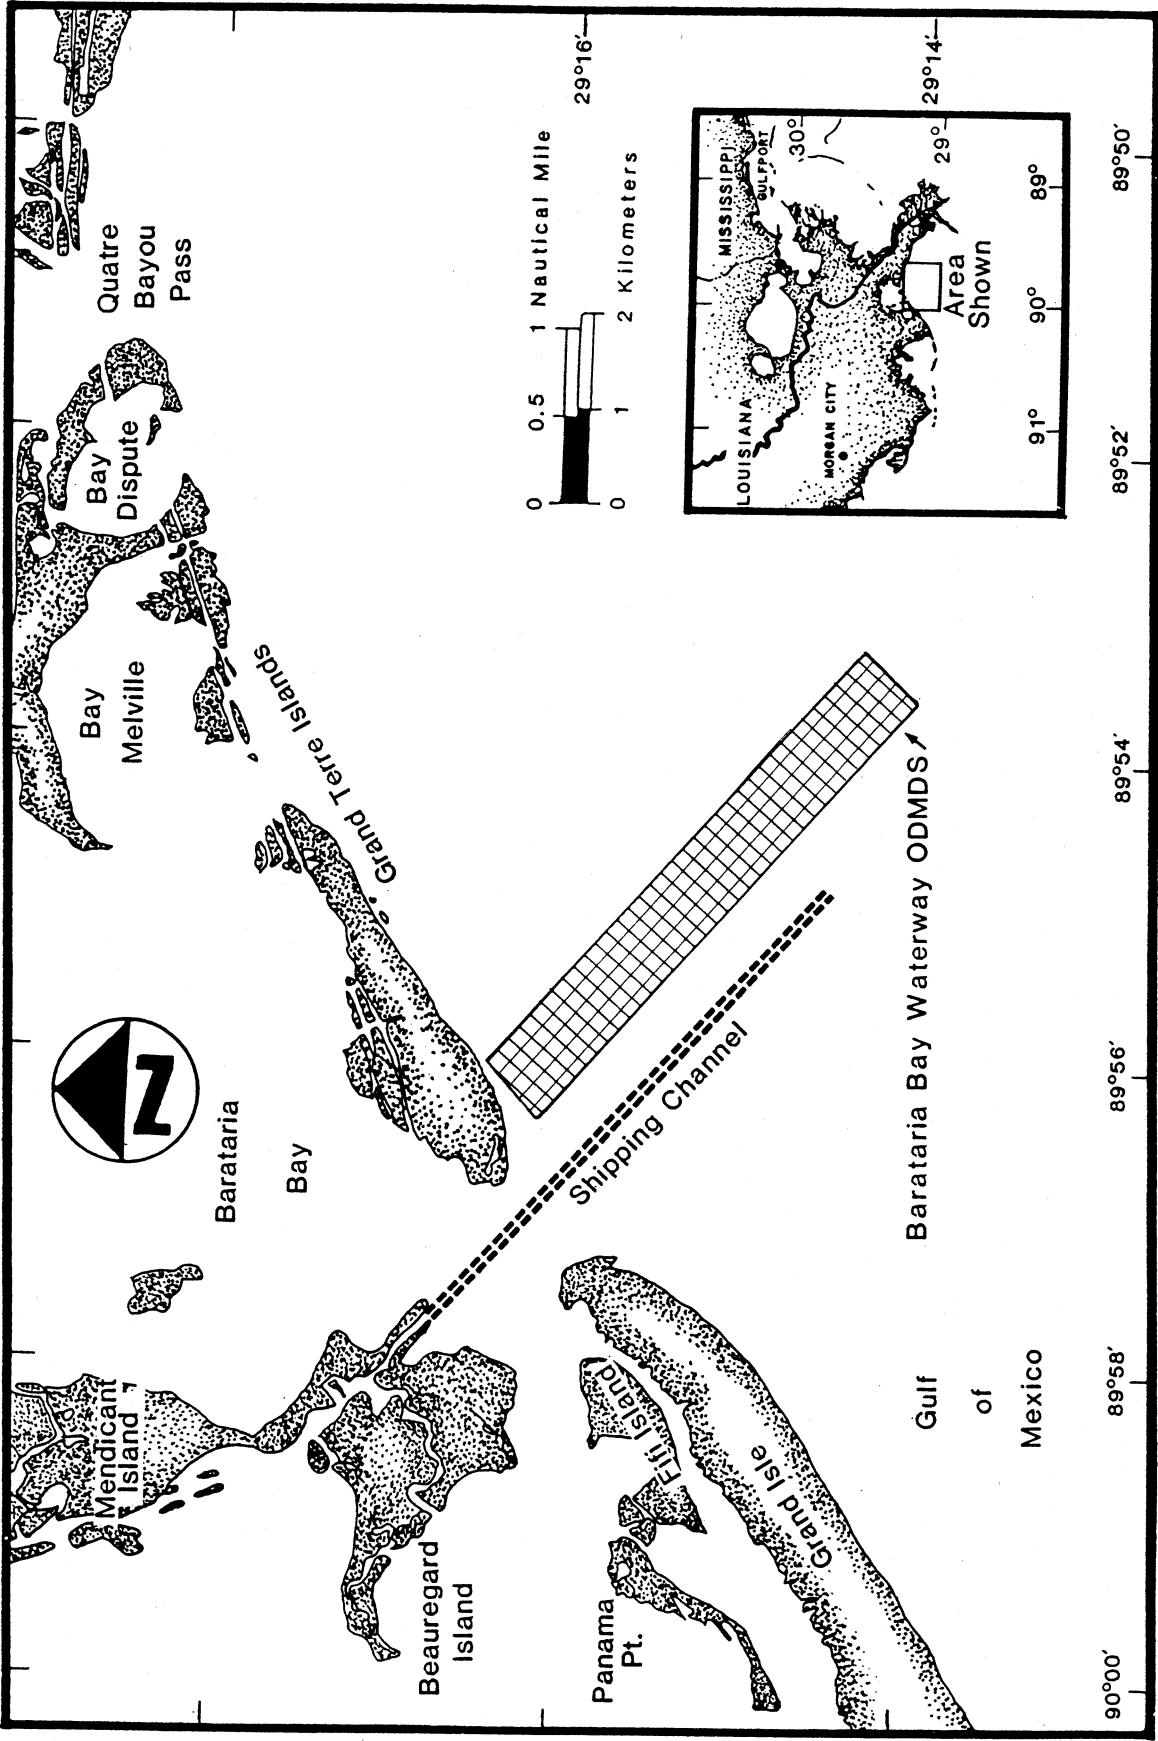 Quatre
Bayou
Pass
Bay
Dispute
Bay
Melville
Grand Terre Islands
N
Barataria
Bay
Mendicant
Island
Beauregard
Island
Panama
Pt.
Fifi Island
Grand Isle
Shipping Channel
Barataria Bay Waterway ODMDS
Gulf
of
Mexico
0 0.5 1 Nautical Mile
0 1 2 Kilometers
29°16′
29°14′
LOUISIANA
MISSISSIPPI
GULFPORT
MORGAN CITY
30°
29°
Area
Shown
91°
90°
89°
90°00′
89°58′
89°56′
89°54′
89°52′
89°50′